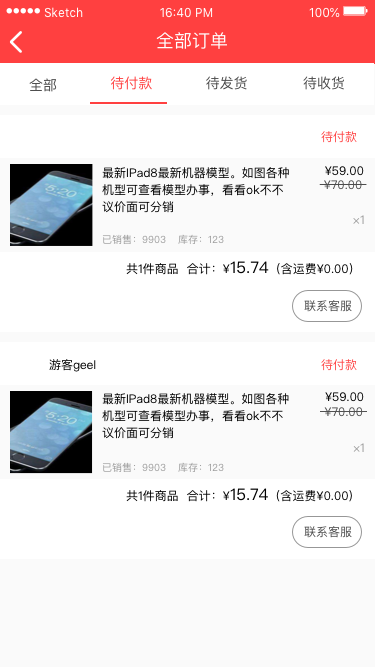 Sketch 16:40 PM 100%
全部订单
全部 待付款 待发货 待收货
待付款
最新IPad8最新机器模型。如图各种 ¥59.00
机型可查看模型办事，看看ok不不 ¥70.00
议价面可分销
×1
已销售：9903 库存：123
共1件商品 合计：¥15.74（含运费¥0.00）
联系客服
游客geel 待付款
最新IPad8最新机器模型。如图各种 ¥59.00
机型可查看模型办事，看看ok不不 ¥70.00
议价面可分销
×1
已销售：9903 库存：123
共1件商品 合计：¥15.74（含运费¥0.00）
联系客服